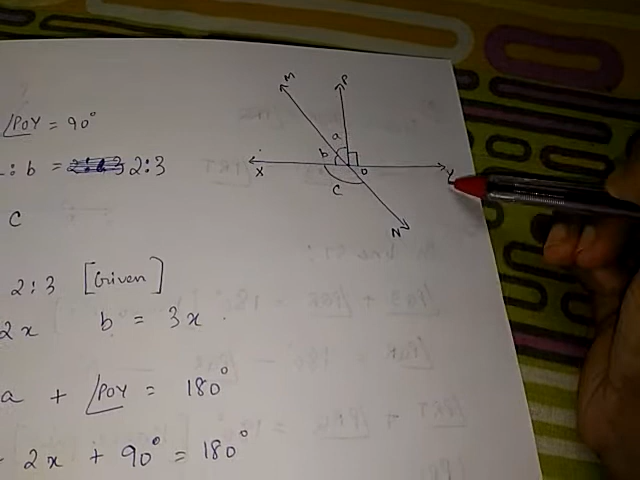 M
P
∠POY = 90°
a
: b = 2:3
b
X
O
Y
C
C
N
2:3 [Given]
2x b = 3x
a + ∠POY = 180°
2x + 90° = 180°